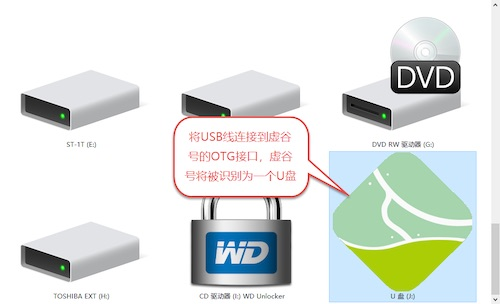 DVD
ST-1T (E:)
DVD RW 驱动器 (G:)
将USB线连接到虚谷
号的OTG接口，虚谷
号将被识别为一个U盘
WD
TOSHIBA EXT (H:)
CD 驱动器 (I:) WD Unlocker
U 盘 (J:)